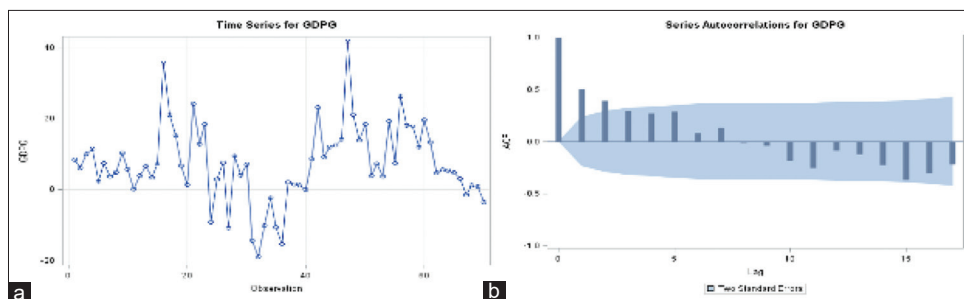 Time Series for GDPG
40
20
0
-20
GDPG
0
20
40
60
Observation
a
Series Autocorrelations for GDPG
1.0
0.5
0.0
-0.5
-1.0
ACF
0
5
10
15
Lag
Two Standard Errors
b